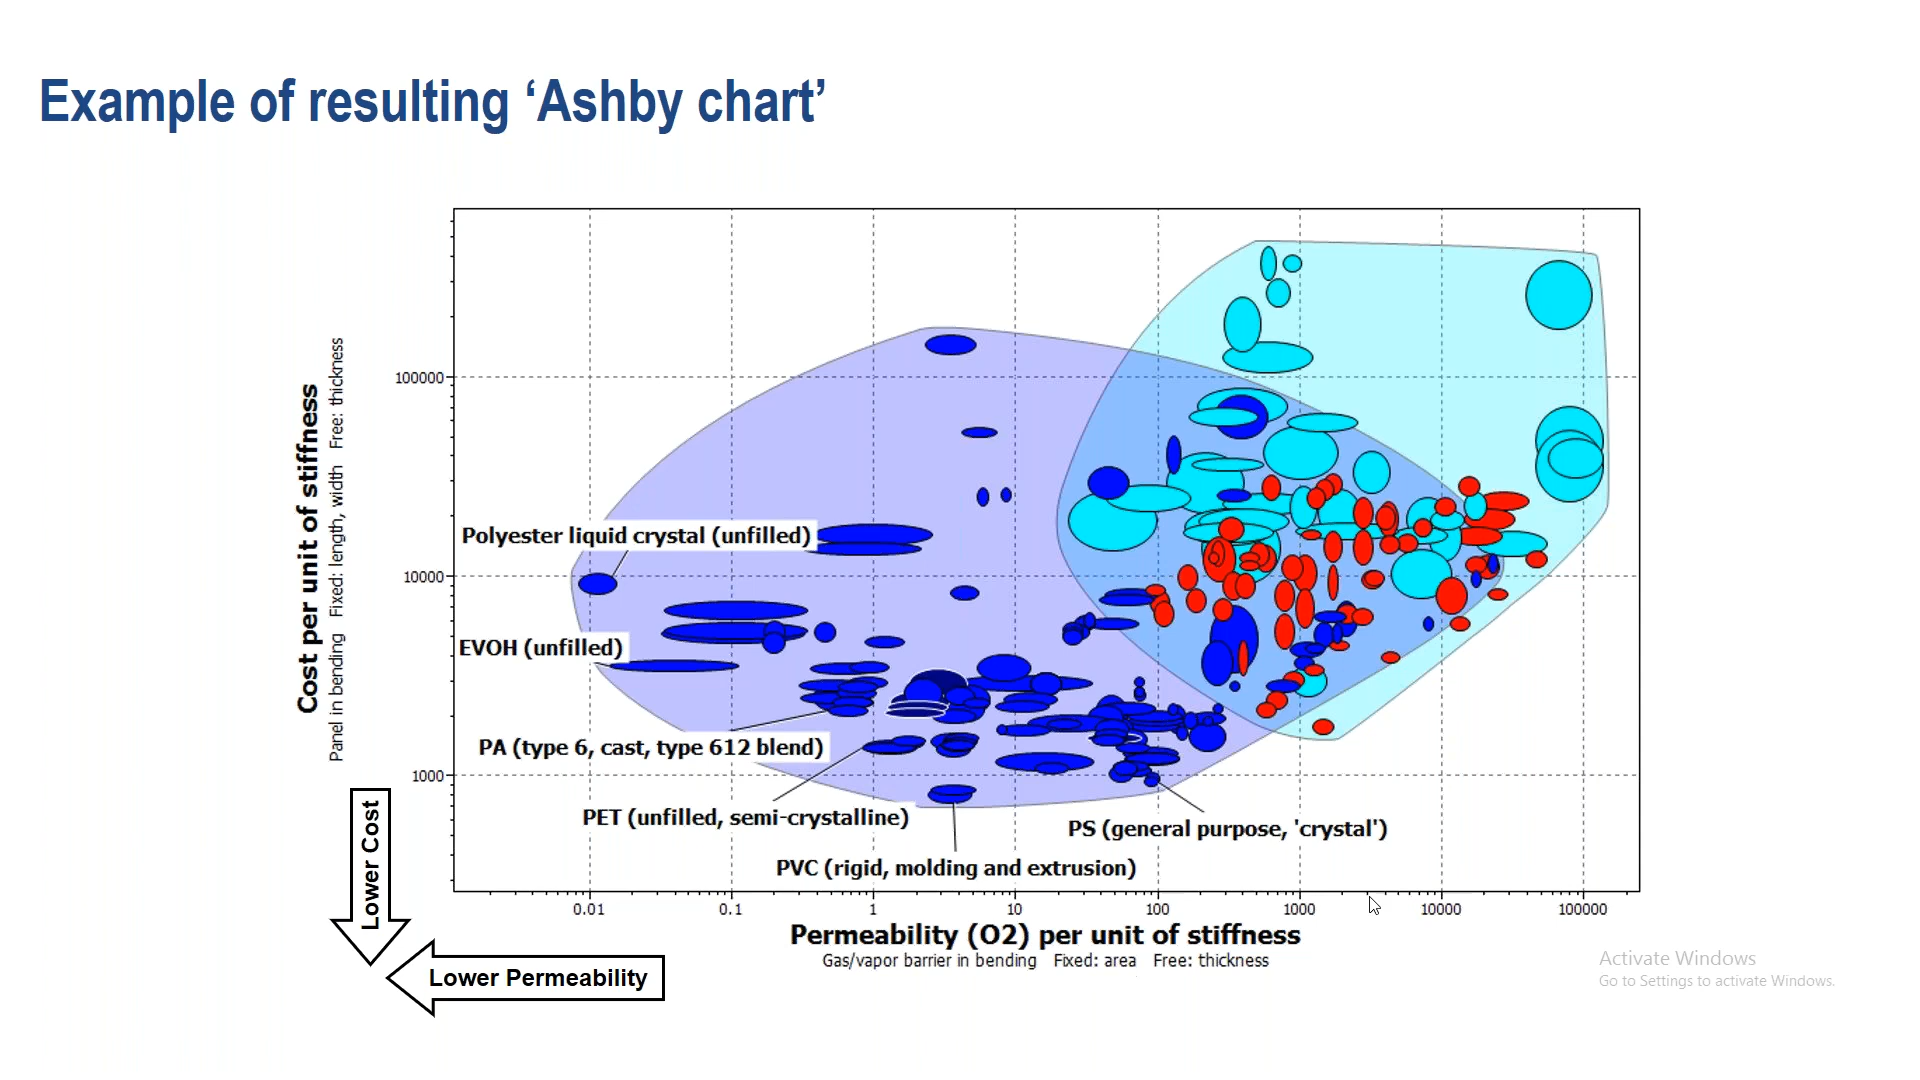 Example of resulting ‘Ashby chart’
Cost per unit of stiffness
Panel in bending Fixed: length, width Free: thickness
100000
10000
1000
Polyester liquid crystal (unfilled)
EVOH (unfilled)
PA (type 6, cast, type 612 blend)
PET (unfilled, semi-crystalline)
PS (general purpose, 'crystal')
PVC (rigid, molding and extrusion)
0.01 0.1 1 10 100 1000 10000 100000
Permeability (O2) per unit of stiffness
Gas/vapor barrier in bending Fixed: area Free: thickness
Lower Cost
Lower Permeability
Activate Windows
Go to Settings to activate Windows.